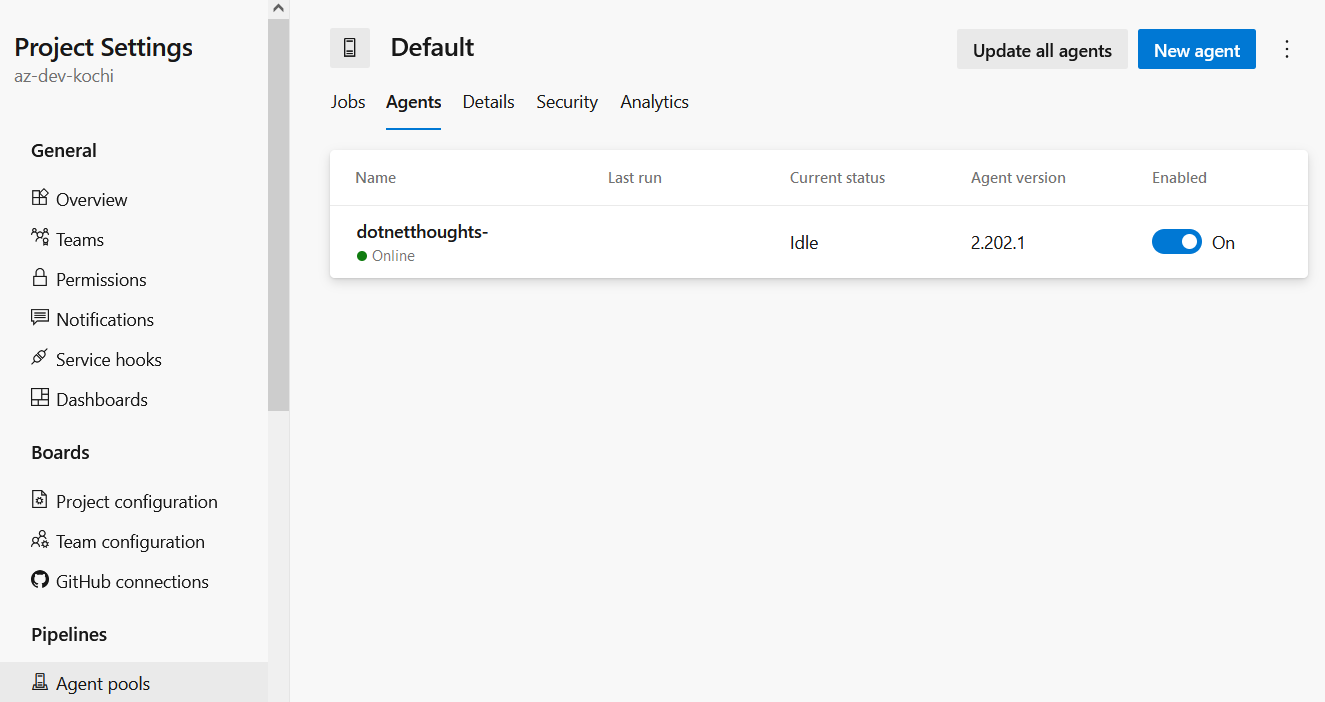 Project Settings
az-dev-kochi
General
Overview
Teams
Permissions
Notifications
Service hooks
Dashboards
Boards
Project configuration
Team configuration
GitHub connections
Pipelines
Agent pools
Default
Update all agents
New agent
Jobs Agents Details Security Analytics
Name Last run Current status Agent version Enabled
dotnetthoughts- Idle 2.202.1 On
Online